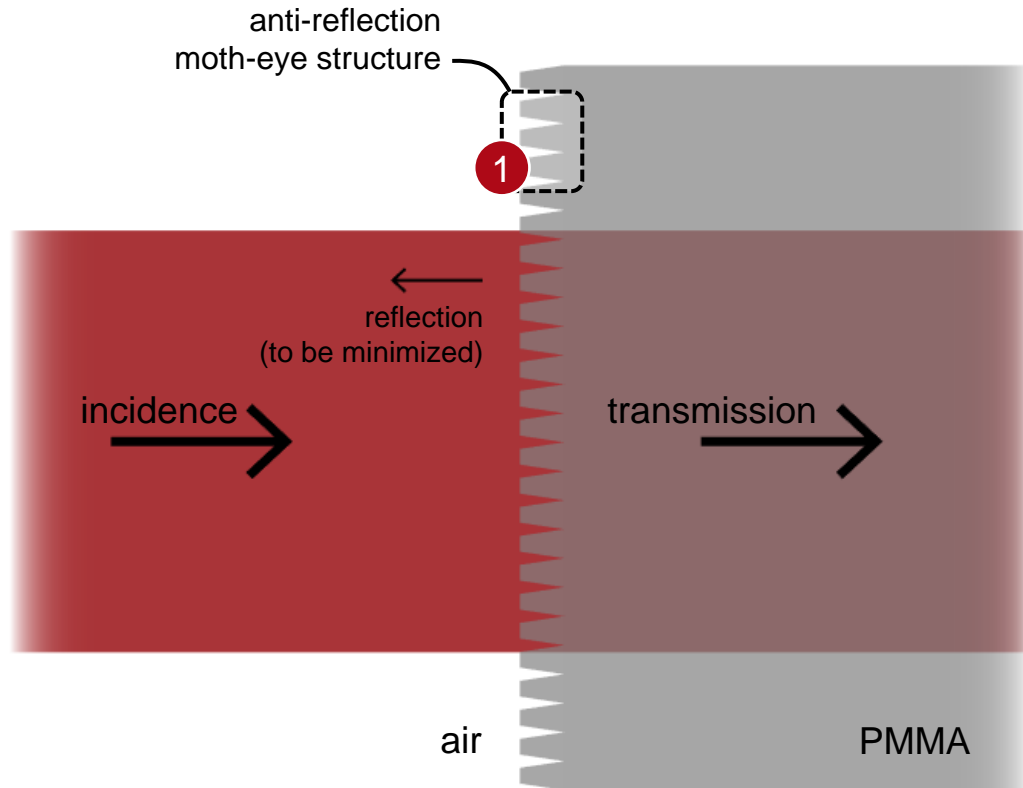 anti-reflection
moth-eye structure
1
reflection
(to be minimized)
incidence
transmission
air
PMMA